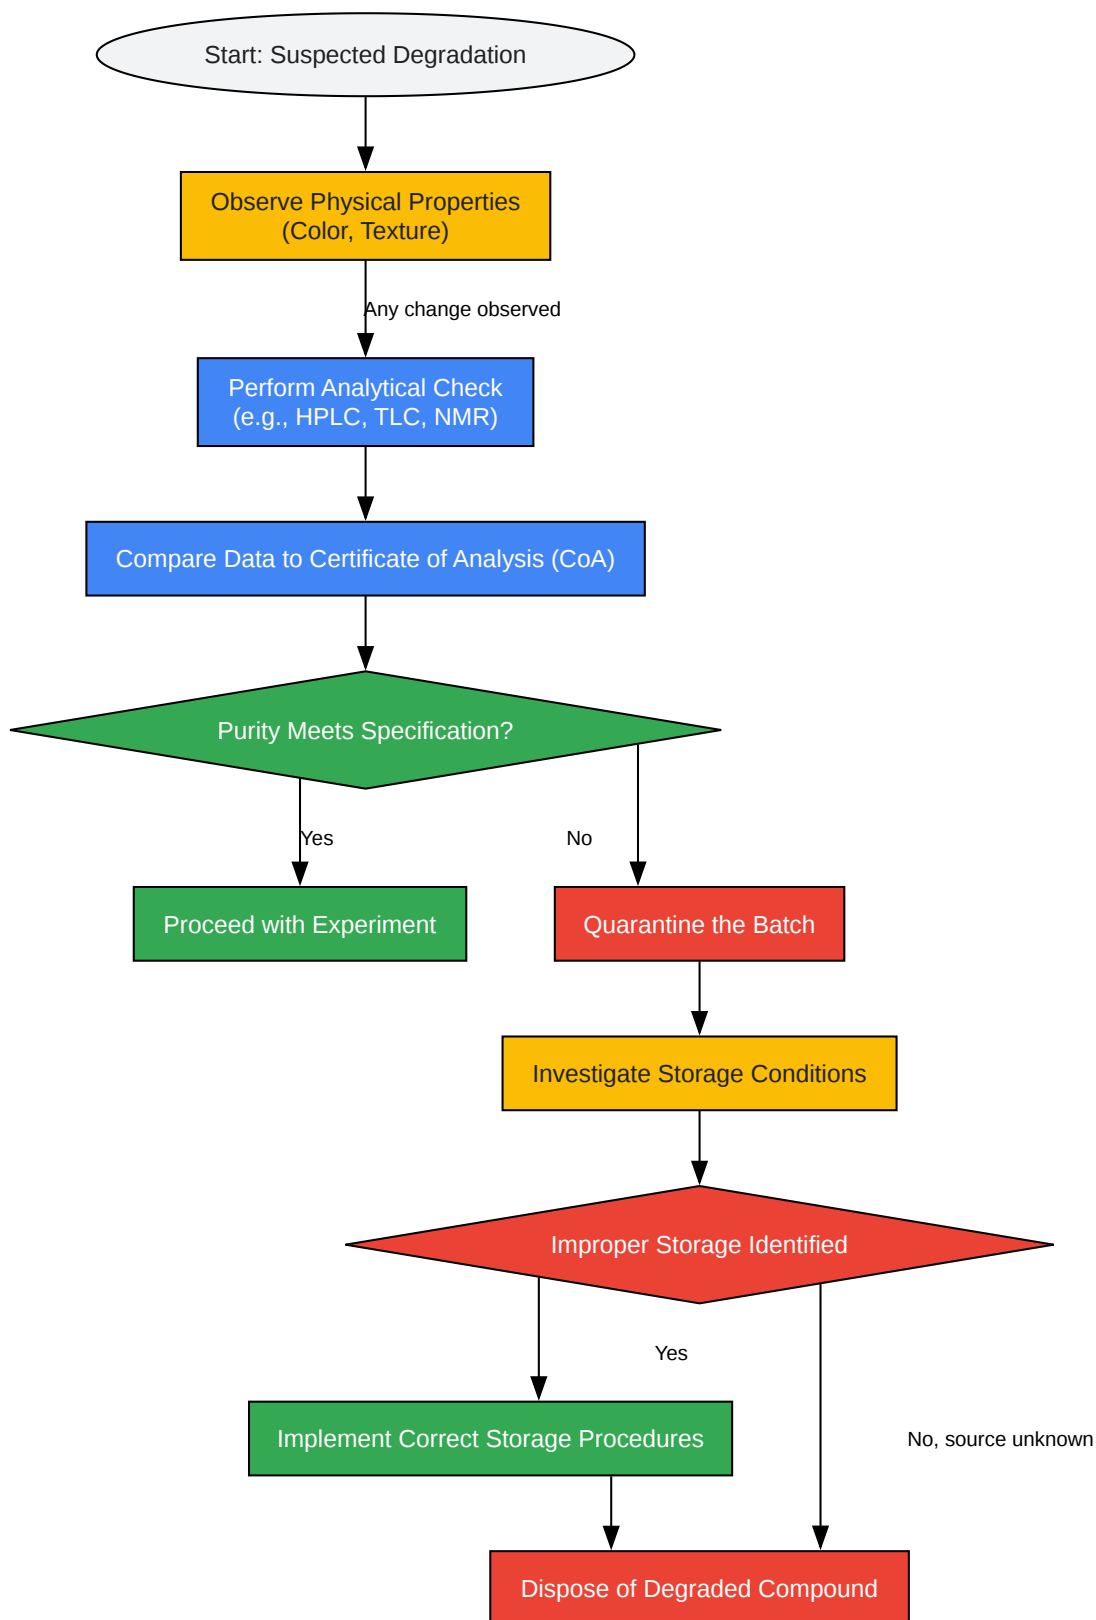 Start: Suspected Degradation
Observe Physical Properties
(Color, Texture)
Any change observed
Perform Analytical Check
(e.g., HPLC, TLC, NMR)
Compare Data to Certificate of Analysis (CoA)
Purity Meets Specification?
Yes
No
Proceed with Experiment
Quarantine the Batch
Investigate Storage Conditions
Improper Storage Identified
Yes
Implement Correct Storage Procedures
No, source unknown
Dispose of Degraded Compound